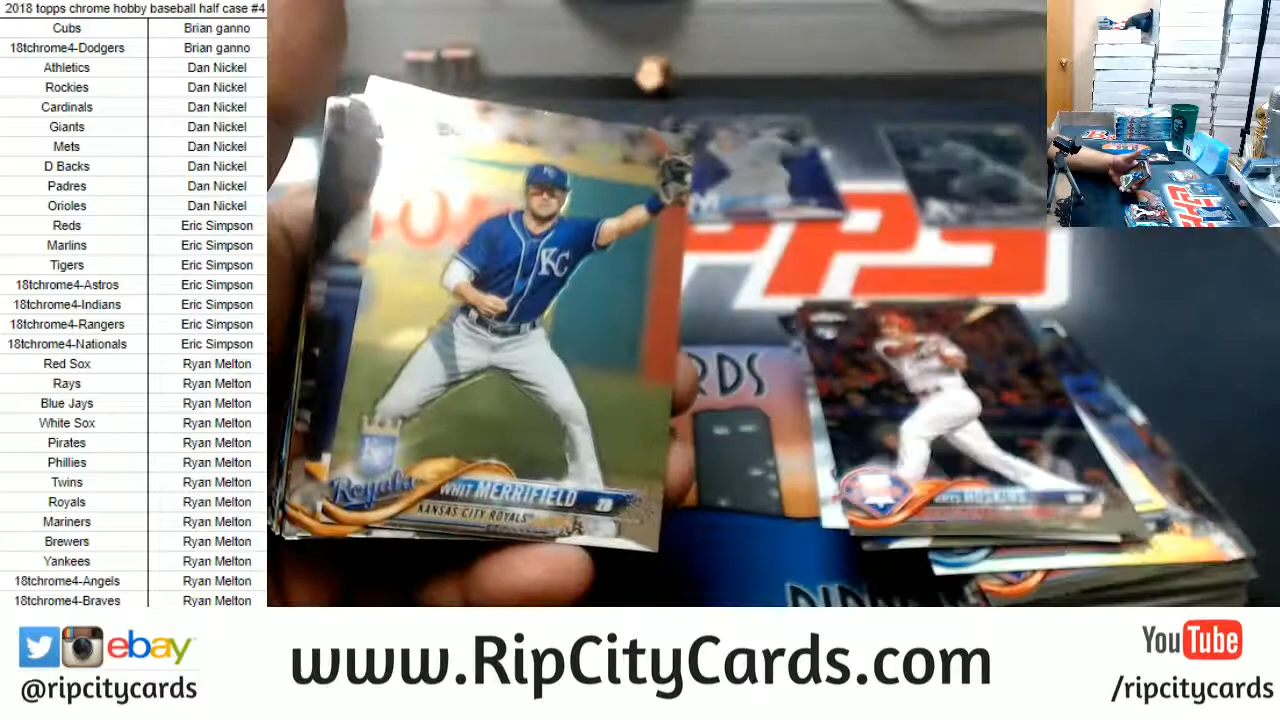 2018 topps chrome hobby baseball half case #4
Cubs Brian ganno
18tchrome4-Dodgers Brian ganno
Athletics Dan Nickel
Rockies Dan Nickel
Cardinals Dan Nickel
Giants Dan Nickel
Mets Dan Nickel
D Backs Dan Nickel
Padres Dan Nickel
Orioles Dan Nickel
Reds Eric Simpson
Marlins Eric Simpson
Tigers Eric Simpson
18tchrome4-Astros Eric Simpson
18tchrome4-Indians Eric Simpson
18tchrome4-Rangers Eric Simpson
18tchrome4-Nationals Eric Simpson
Red Sox Ryan Melton
Rays Ryan Melton
Blue Jays Ryan Melton
White Sox Ryan Melton
Pirates Ryan Melton
Phillies Ryan Melton
Twins Ryan Melton
Royals Ryan Melton
Mariners Ryan Melton
Brewers Ryan Melton
Yankees Ryan Melton
18tchrome4-Angels Ryan Melton
18tchrome4-Braves Ryan Melton
KC
Royals
WHIT MERRIFIELD
KANSAS CITY ROYALS
HOSKINS
ebay
@ripcitycards
www.RipCityCards.com
YouTube
/ripcitycards